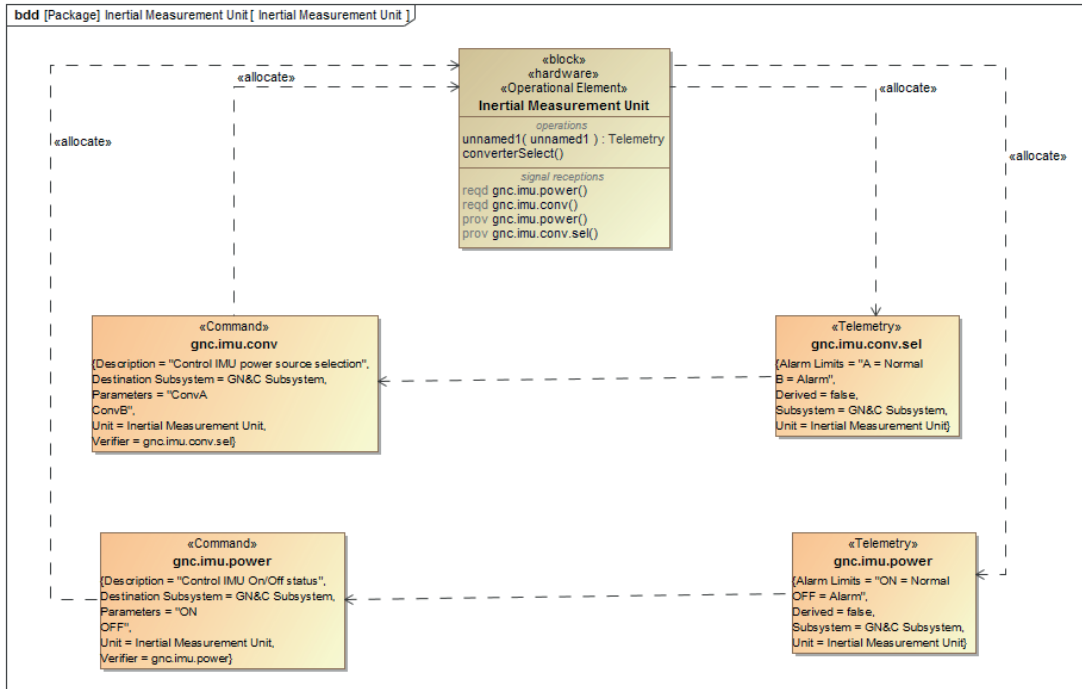 bdd [Package] Inertial Measurement Unit [ Inertial Measurement Unit ]
«block»
«hardware»
«Operational Element»
Inertial Measurement Unit
operations
unnamed1( unnamed1 ) : Telemetry
converterSelect()
signal receptions
reqd gnc.imu.power()
reqd gnc.imu.conv()
prov gnc.imu.power()
prov gnc.imu.conv.sel()
«allocate»
«allocate»
«allocate»
«allocate»
«Command»
gnc.imu.conv
{Description = "Control IMU power source selection",
Destination Subsystem = GN&C Subsystem,
Parameters = "ConvA
ConvB",
Unit = Inertial Measurement Unit,
Verifier = gnc.imu.conv.sel}
«Telemetry»
gnc.imu.conv.sel
{Alarm Limits = "A = Normal
B = Alarm",
Derived = false,
Subsystem = GN&C Subsystem,
Unit = Inertial Measurement Unit}
«Command»
gnc.imu.power
{Description = "Control IMU On/Off status",
Destination Subsystem = GN&C Subsystem,
Parameters = "ON
OFF",
Unit = Inertial Measurement Unit,
Verifier = gnc.imu.power}
«Telemetry»
gnc.imu.power
{Alarm Limits = "ON = Normal
OFF = Alarm",
Derived = false,
Subsystem = GN&C Subsystem,
Unit = Inertial Measurement Unit}